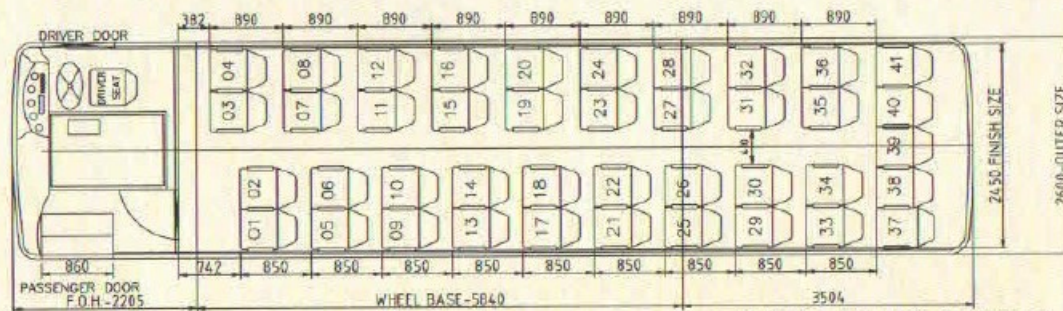 382 890 890 890 890 890 890 890 890 890
DRIVER DOOR
DRIVER SEAT
04 08 12 16 20 24 28 32 36 41
03 07 11 15 19 23 27 31 35 40
39
02 06 10 14 18 22 26 30 34 38
01 05 09 13 17 21 25 29 33 37
2450 FINISH SIZE
OUTER SIZE
860 742 850 850 850 850 850 850 850 850 850
PASSENGER DOOR
F.O.H.-2205 WHEEL BASE-5840 3504